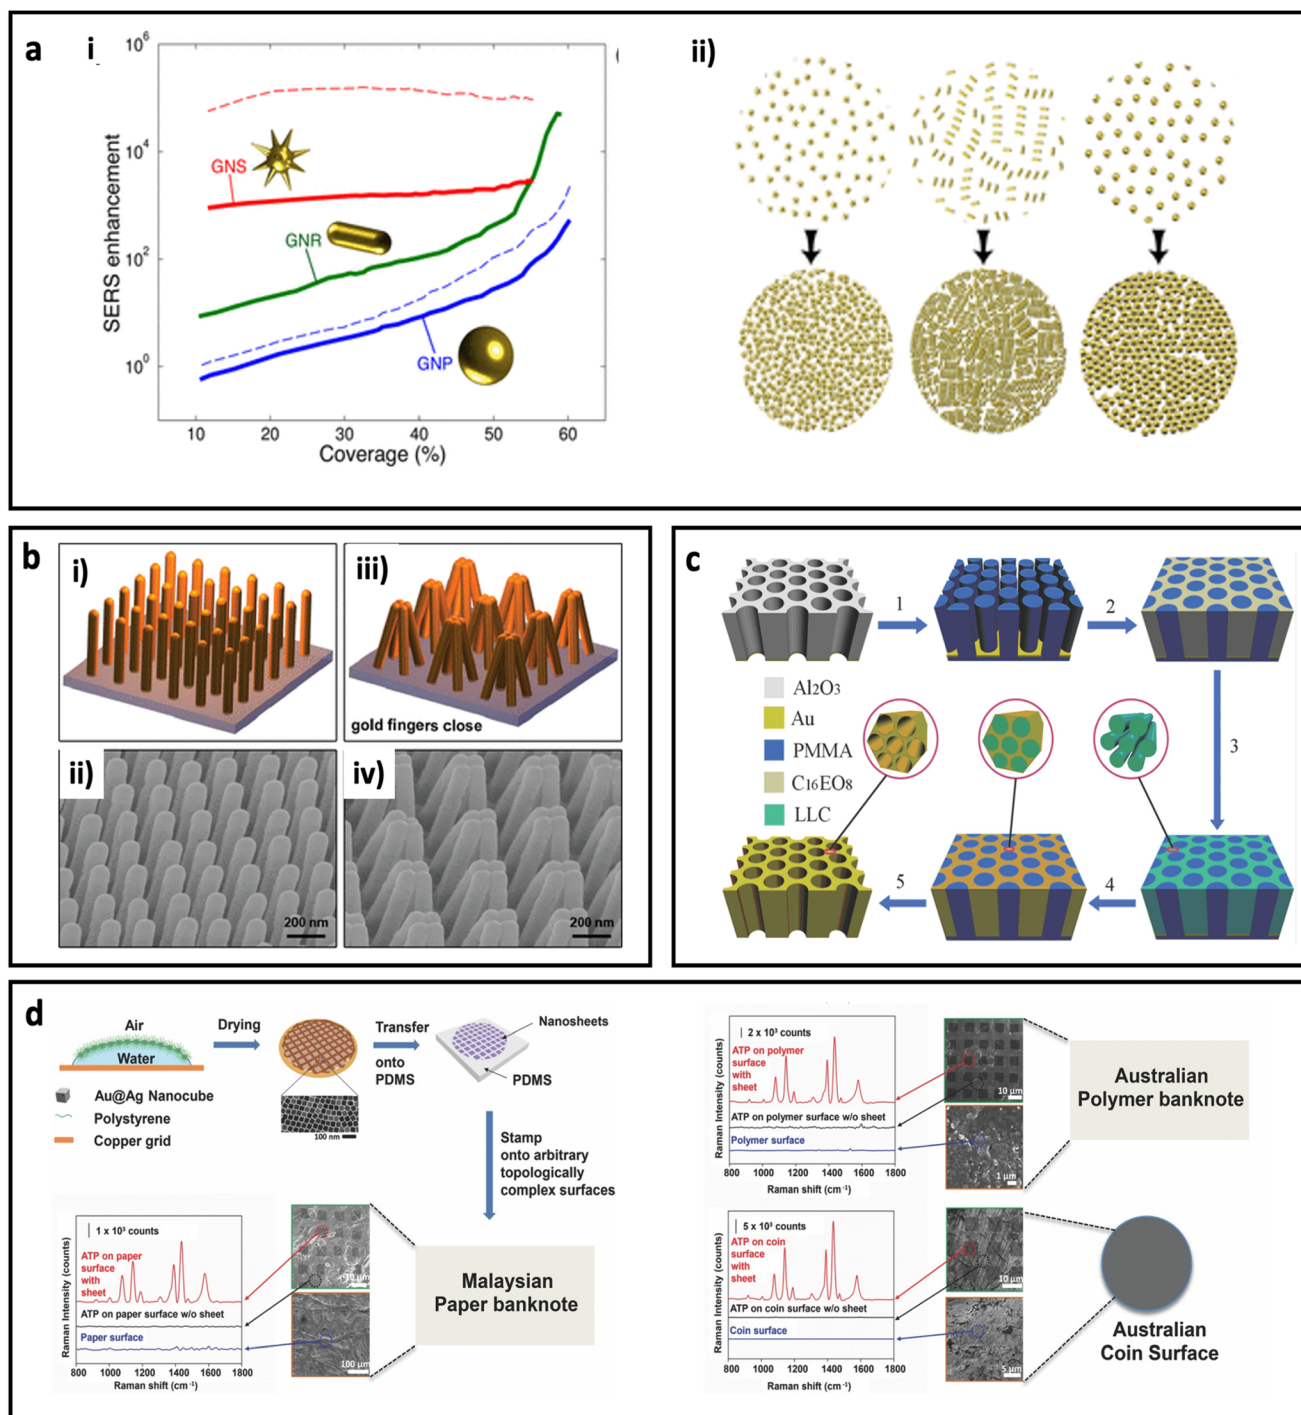 a
i
ii)
SERS enhancement
10⁶
10⁴
10²
10⁰
GNS
GNR
GNP
10 20 30 40 50 60
Coverage (%)
b
i)
iii)
gold fingers close
ii)
iv)
200 nm
200 nm
c
1
2
3
4
5
Al₂O₃
Au
PMMA
C₁₆EO₈
LLC
d
Air
Water
Drying
Transfer
onto
PDMS
Nanosheets
PDMS
Au@Ag Nanocube
Polystyrene
Copper grid
100 nm
Stamp
onto arbitrary
topologically
complex surfaces
Raman Intensity (counts)
1 x 10³ counts
ATP on paper
surface
with
sheet
ATP on paper surface w/o sheet
Paper surface
800 1000 1200 1400 1600 1800
Raman shift (cm⁻¹)
10 µm
100 µm
Malaysian
Paper banknote
Raman Intensity (counts)
2 x 10³ counts
ATP on polymer
surface
with
sheet
ATP on polymer surface w/o sheet
Polymer surface
800 1000 1200 1400 1600 1800
Raman shift (cm⁻¹)
10 µm
1 µm
Australian
Polymer banknote
Raman Intensity (counts)
5 x 10³ counts
ATP on coin
surface
with sheet
ATP on coin surface w/o sheet
Coin surface
800 1000 1200 1400 1600 1800
Raman shift (cm⁻¹)
10 µm
5 µm
Australian
Coin Surface